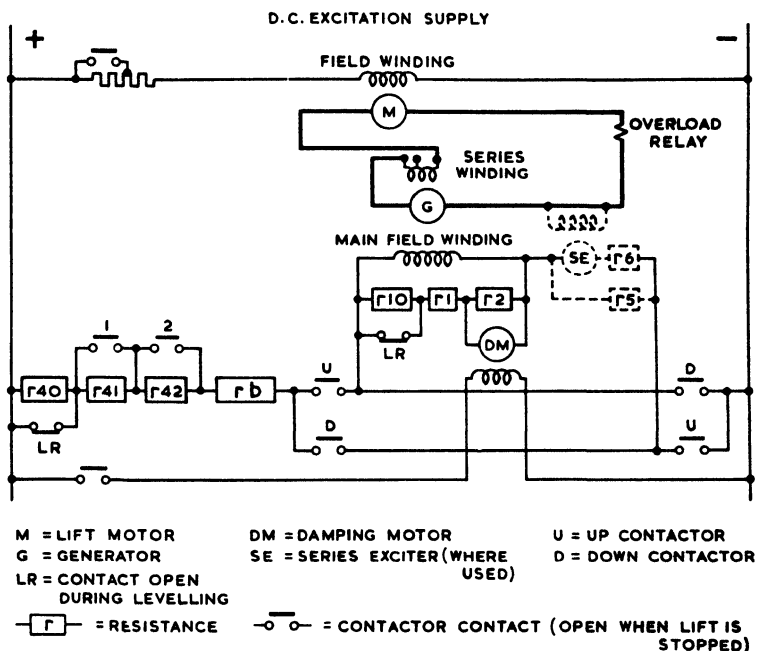 D.C. EXCITATION SUPPLY
+
−
FIELD WINDING
M
OVERLOAD
RELAY
SERIES
WINDING
G
MAIN FIELD WINDING
SE
r6
r10
r1
r2
r5
LR
DM
1
2
U
D
r40
r41
r42
rb
LR
D
U
M = LIFT MOTOR
G = GENERATOR
LR = CONTACT OPEN
DURING LEVELLING
DM = DAMPING MOTOR
SE = SERIES EXCITER (WHERE
USED)
U = UP CONTACTOR
D = DOWN CONTACTOR
r = RESISTANCE
= CONTACTOR CONTACT (OPEN WHEN LIFT IS
STOPPED)